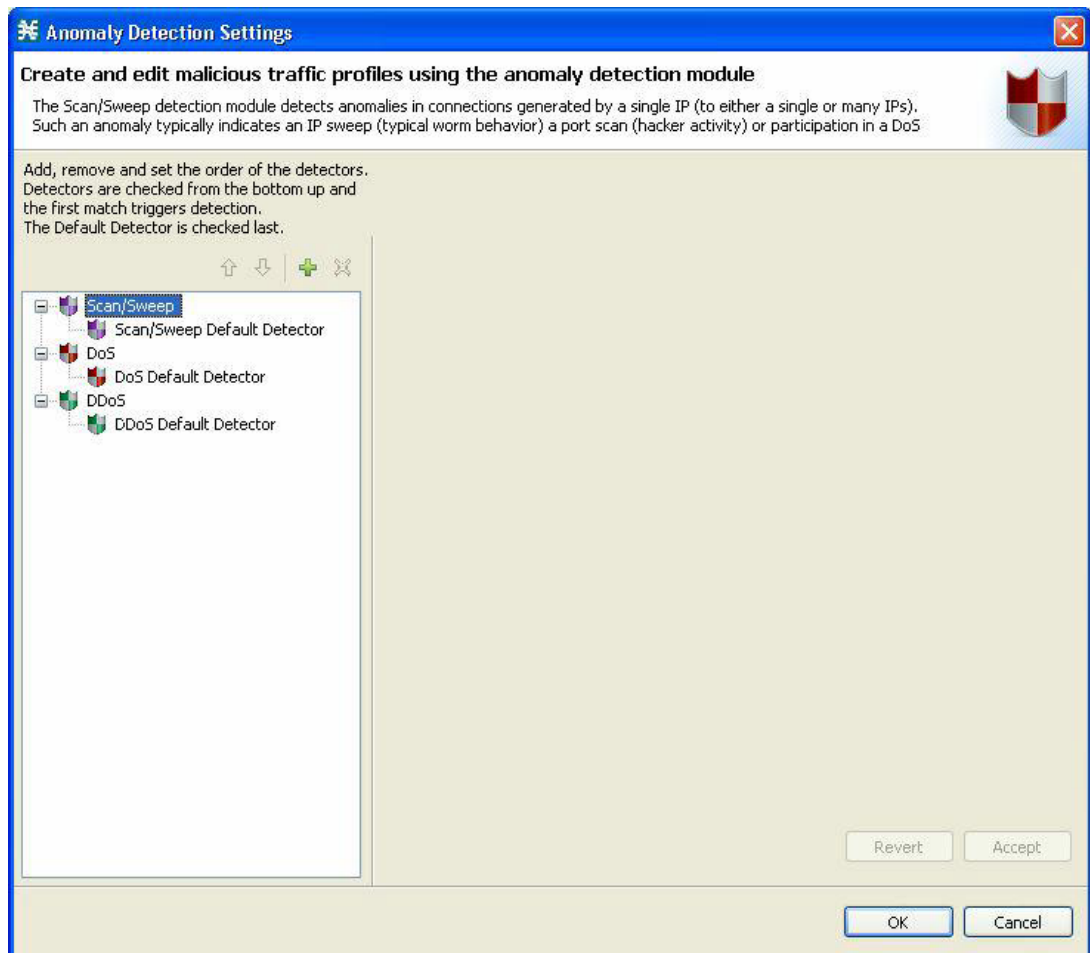 Anomaly Detection Settings
Create and edit malicious traffic profiles using the anomaly detection module
The Scan/Sweep detection module detects anomalies in connections generated by a single IP (to either a single or many IPs).
Such an anomaly typically indicates an IP sweep (typical worm behavior) a port scan (hacker activity) or participation in a DoS
Add, remove and set the order of the detectors.
Detectors are checked from the bottom up and
the first match triggers detection.
The Default Detector is checked last.
Scan/Sweep
Scan/Sweep Default Detector
DoS
DoS Default Detector
DDoS
DDoS Default Detector
Revert
Accept
OK
Cancel